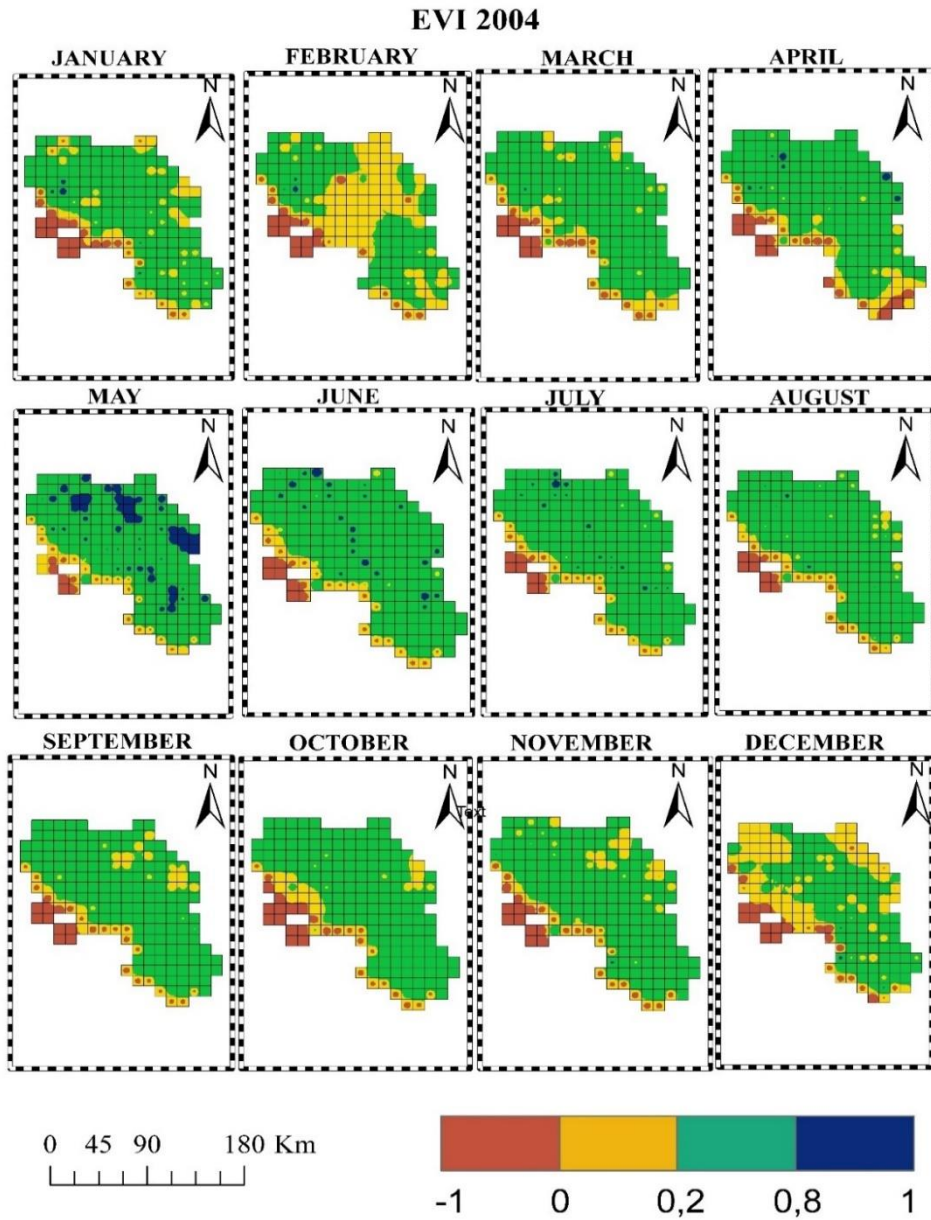 EVI 2004
JANUARY FEBRUARY MARCH APRIL
N N N N
MAY JUNE JULY AUGUST
N N N N
SEPTEMBER OCTOBER NOVEMBER DECEMBER
N N N N
Text
0 45 90 180 Km
-1 0 0,2 0,8 1